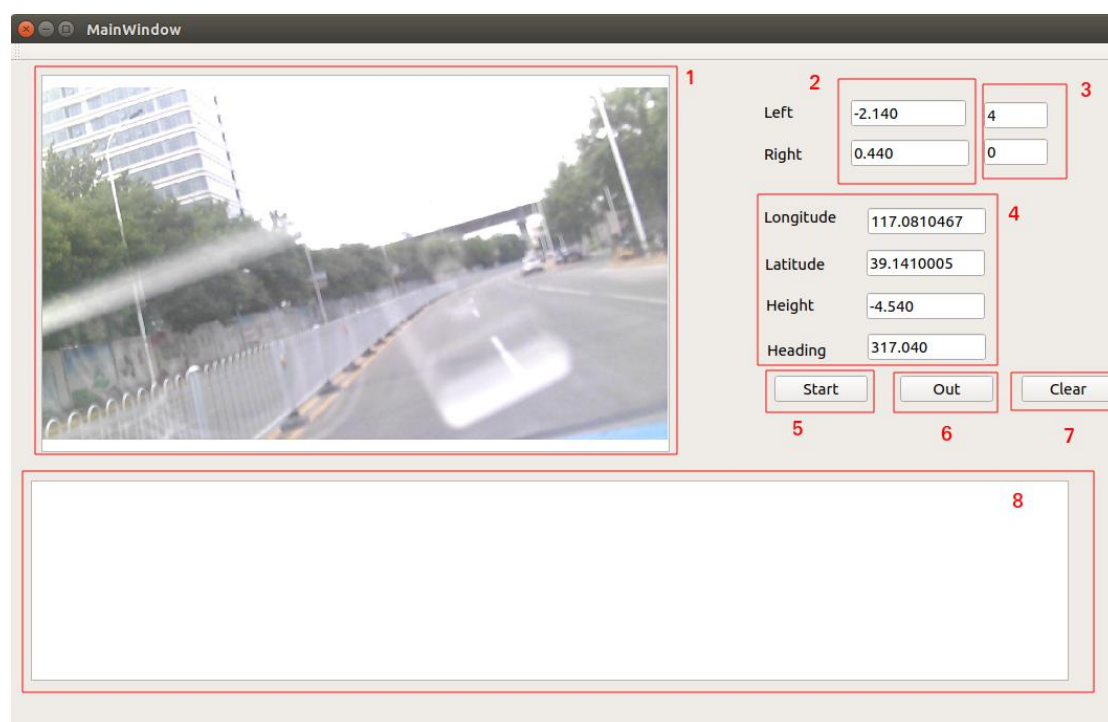 MainWindow
1
2
3
Left -2.140 4
Right 0.440 0
Longitude 117.0810467
4
Latitude 39.1410005
Height -4.540
Heading 317.040
Start Out Clear
5 6 7
8